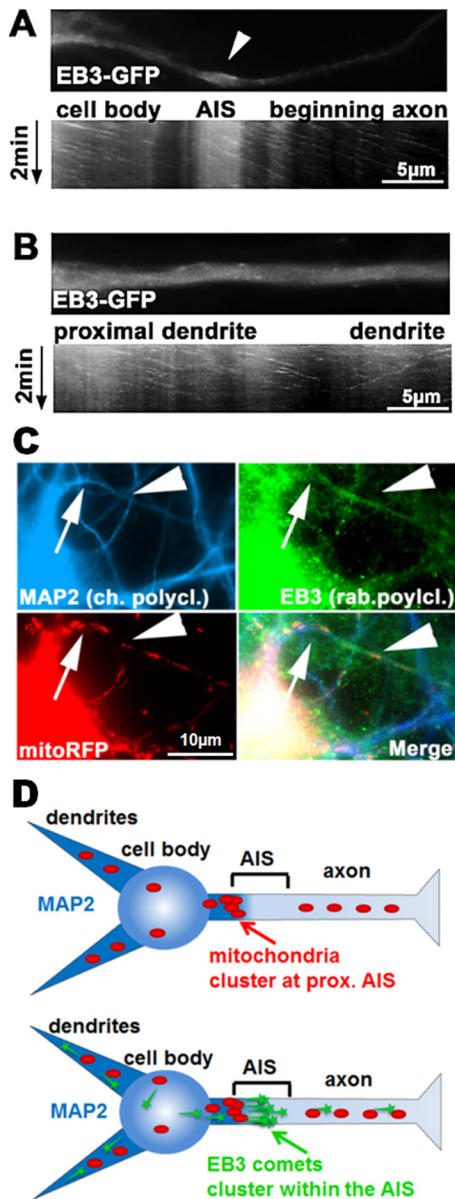 A
EB3-GFP
cell body AIS beginning axon
2min
5µm
B
EB3-GFP
proximal dendrite dendrite
2min
5µm
C
MAP2 (ch. polycl.) EB3 (rab.poylcl.)
mitoRFP 10µm Merge
D
dendrites
cell body AIS axon
MAP2
mitochondria
cluster at prox. AIS
dendrites
cell body AIS axon
MAP2
EB3 comets
cluster within the AIS